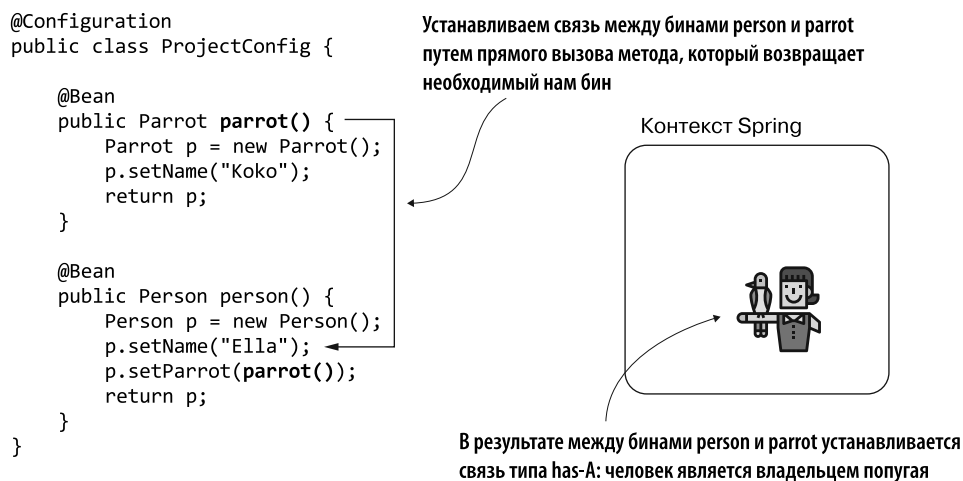 @Configuration
public class ProjectConfig {
@Bean
public Parrot parrot() {
Parrot p = new Parrot();
p.setName("Koko");
return p;
}
@Bean
public Person person() {
Person p = new Person();
p.setName("Ella");
p.setParrot(parrot());
return p;
}
}
Устанавливаем связь между бинами person и parrot
путем прямого вызова метода, который возвращает
необходимый нам бин
Контекст Spring
В результате между бинами person и parrot устанавливается
связь типа has-A: человек является владельцем попугая